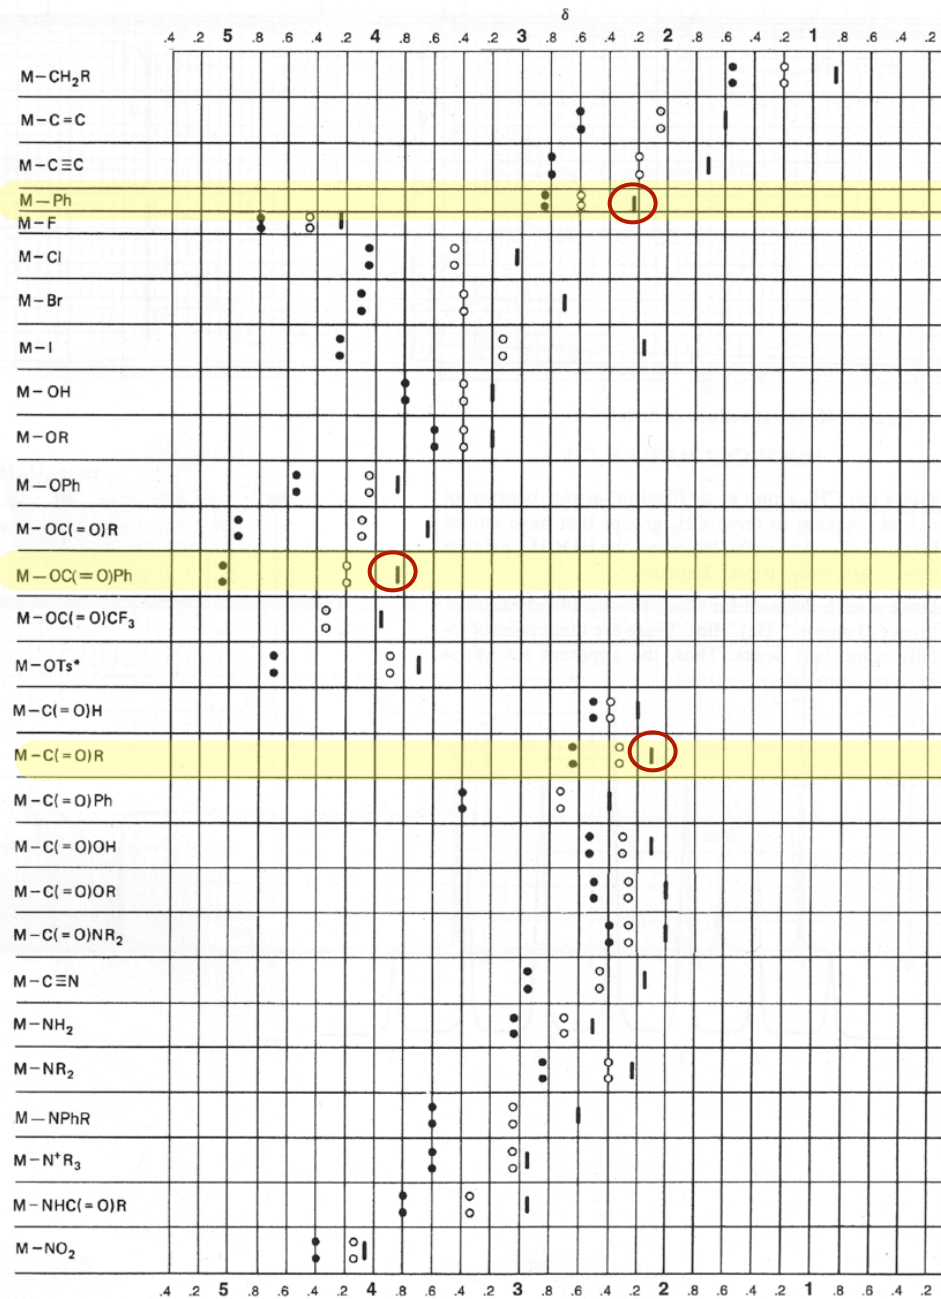 δ
.4 5 .8 .6 .4 .2 4 .8 .6 .4 .2 3 .8 .6 .4 .2 2 .8 .6 .4 .2 1 .8 .6 .4 .2
M–CH₂R
M–C=C
M–C≡C
M–Ph
M–F
M–Cl
M–Br
M–I
M–OH
M–OR
M–OPh
M–OC(=O)R
M–OC(=O)Ph
M–OC(=O)CF₃
M–OTs*
M–C(=O)H
M–C(=O)R
M–C(=O)Ph
M–C(=O)OH
M–C(=O)OR
M–C(=O)NR₂
M–C≡N
M–NH₂
M–NR₂
M–NPhR
M–N⁺R₃
M–NHC(=O)R
M–NO₂
.4 .2 5 .8 .6 .4 .2 4 .8 .6 .4 .2 3 .8 .6 .4 .2 2 .8 .6 .4 .2 1 .8 .6 .4 .2